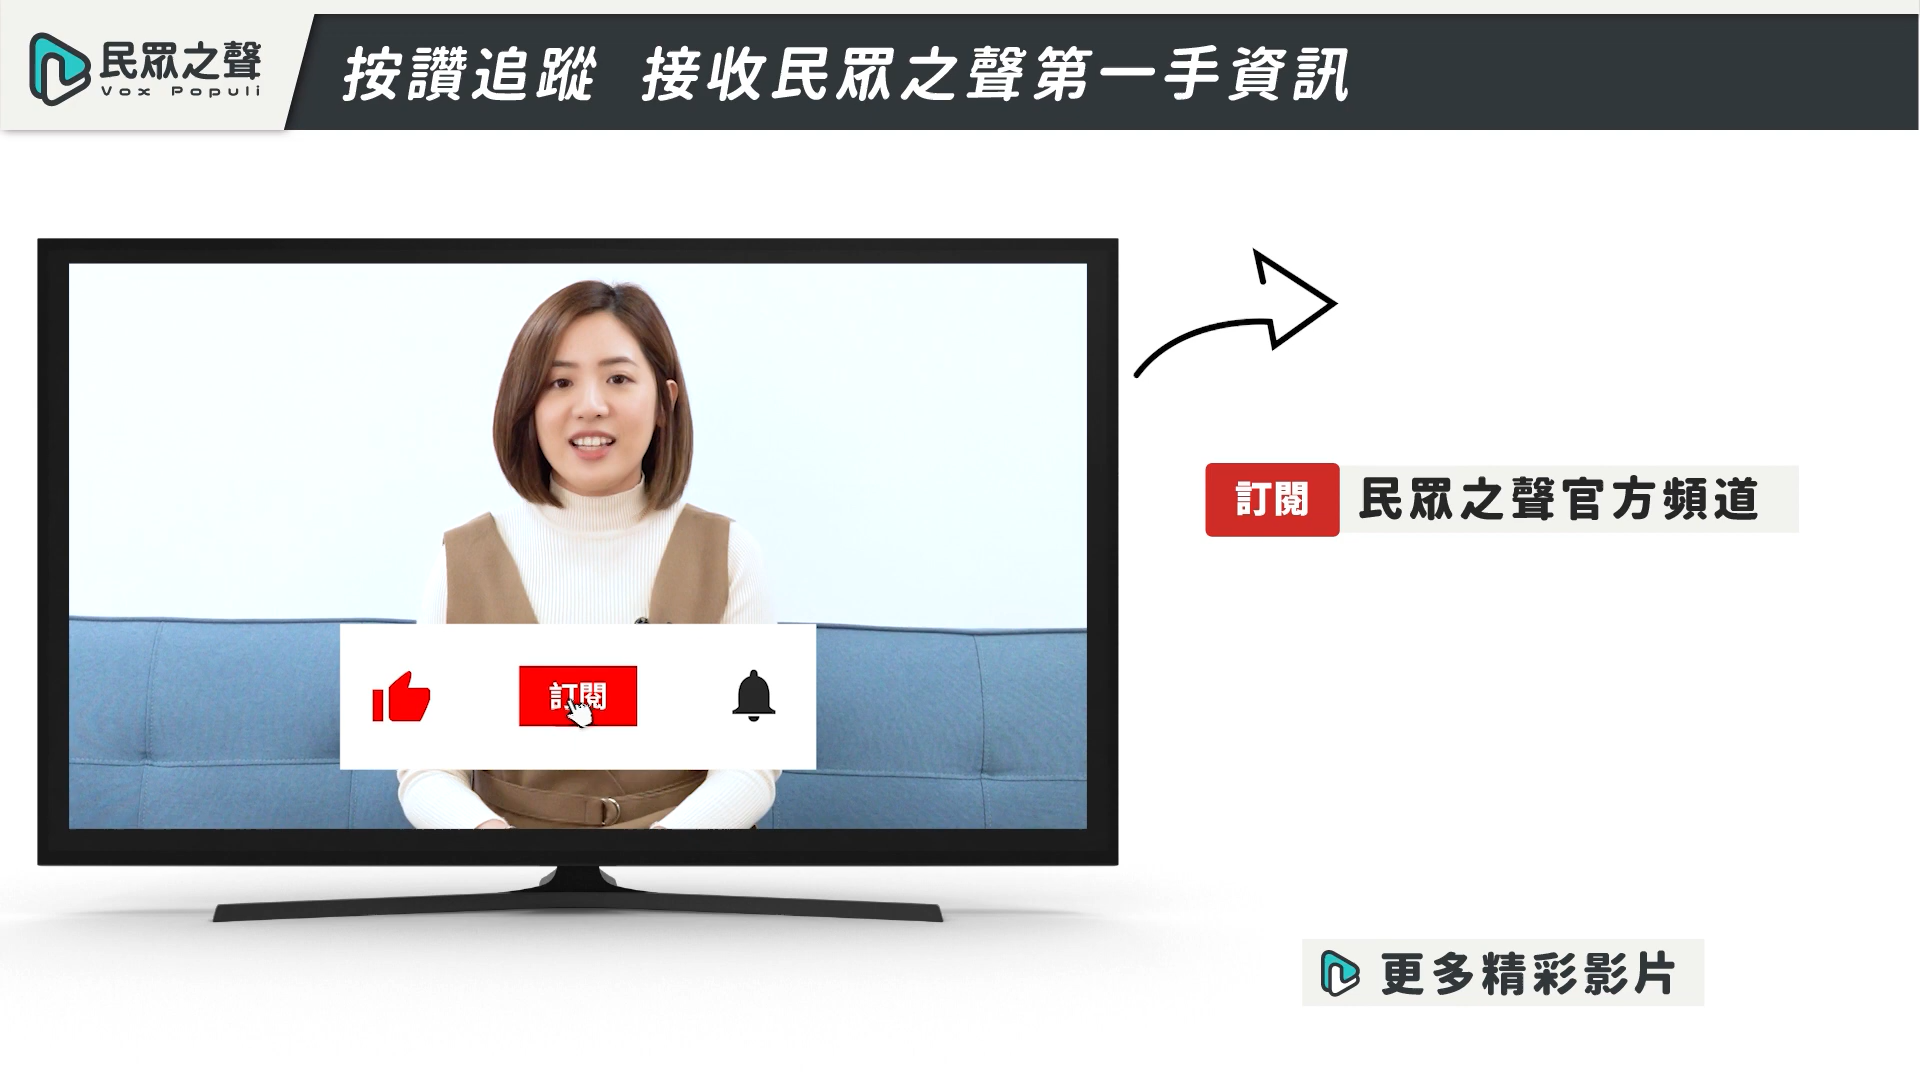 民眾之聲
Vox Populi
按讚追蹤 接收民眾之聲第一手資訊
訂閱
訂閱 民眾之聲官方頻道
更多精彩影片